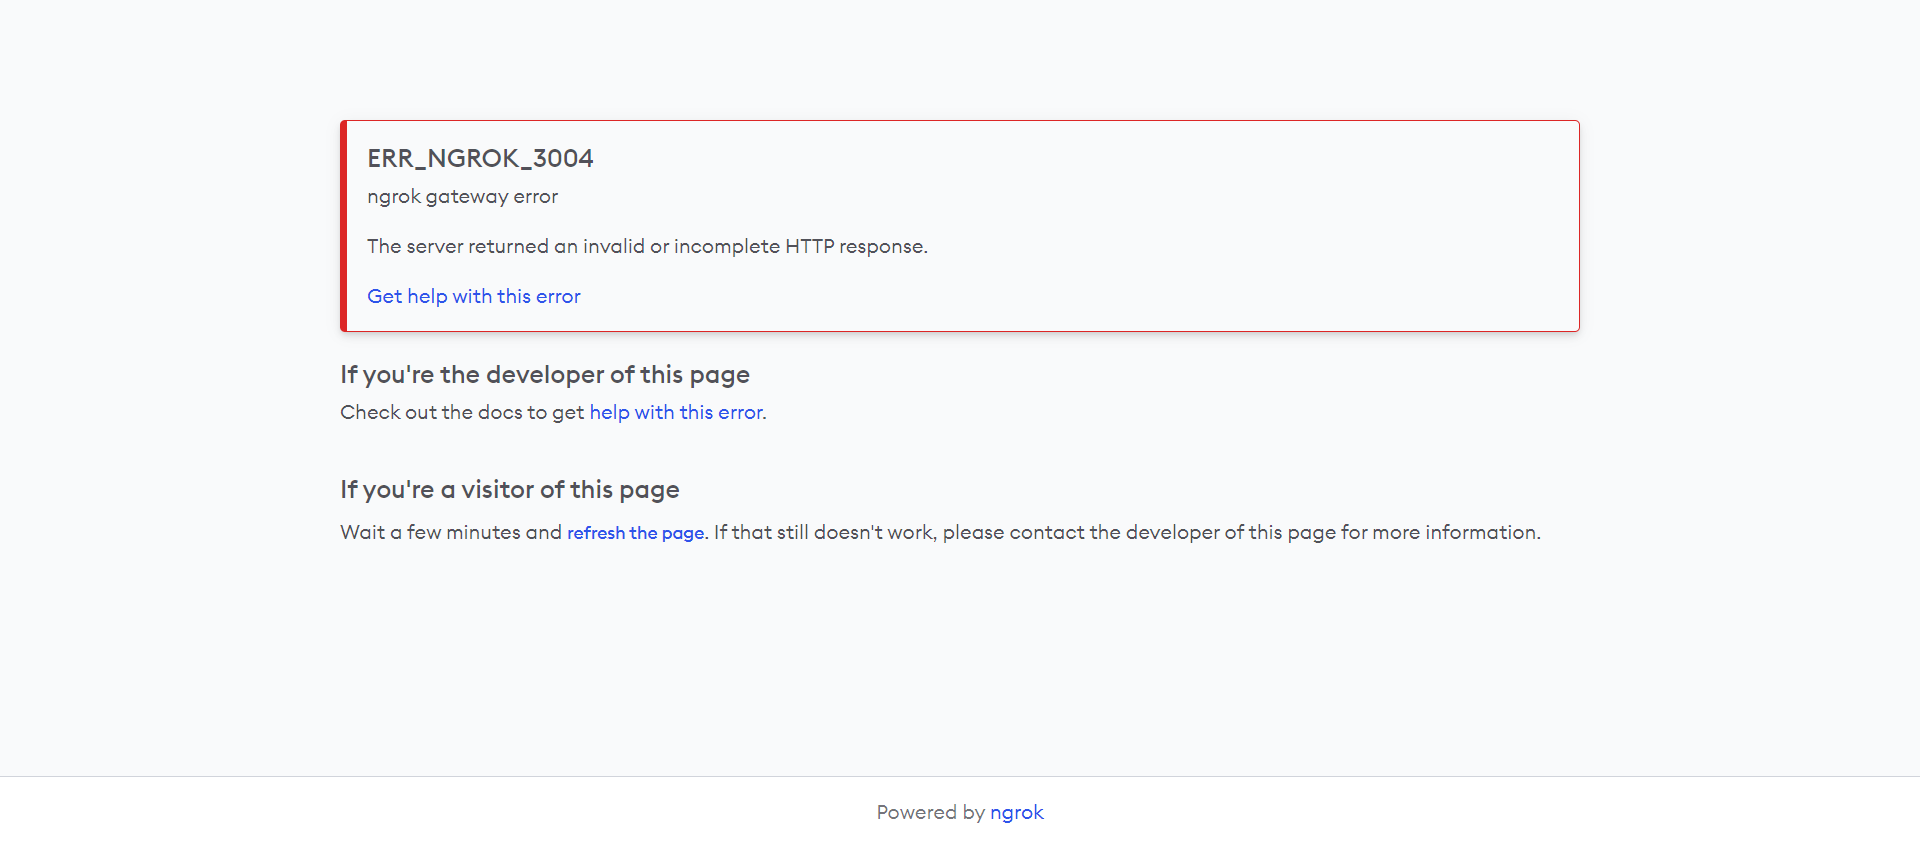 ERR_NGROK_3004
ngrok gateway error
The server returned an invalid or incomplete HTTP response.
Get help with this error
If you're the developer of this page
Check out the docs to get help with this error.
If you're a visitor of this page
Wait a few minutes and refresh the page. If that still doesn't work, please contact the developer of this page for more information.
Powered by ngrok